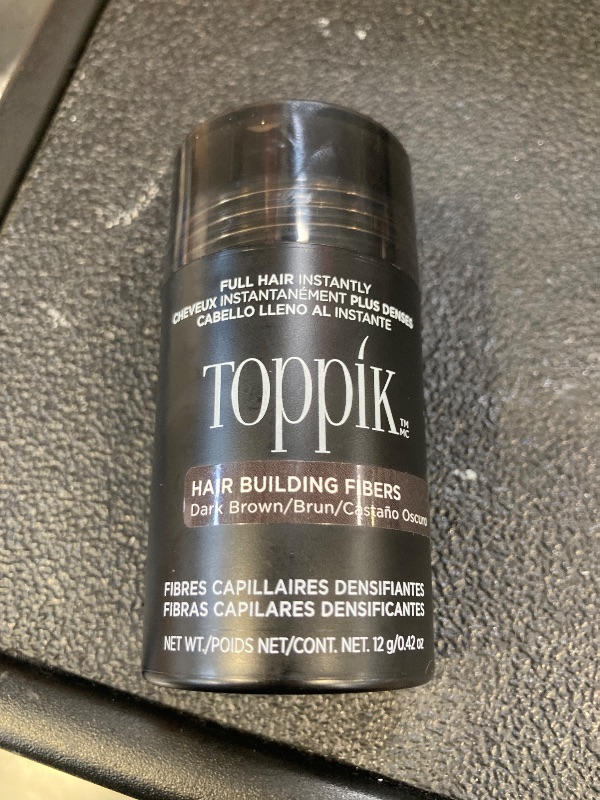 FULL HAIR INSTANTLY
CHEVEUX INSTANTANÉMENT PLUS DENSES
CABELLO LLENO AL INSTANTE
Toppík TM MC
HAIR BUILDING FIBERS
Dark Brown/Brun/Castaño Oscuro
FIBRES CAPILLAIRES DENSIFIANTES
FIBRAS CAPILARES DENSIFICANTES
NET WT./POIDS NET/CONT. NET. 12 g/0.42 oz